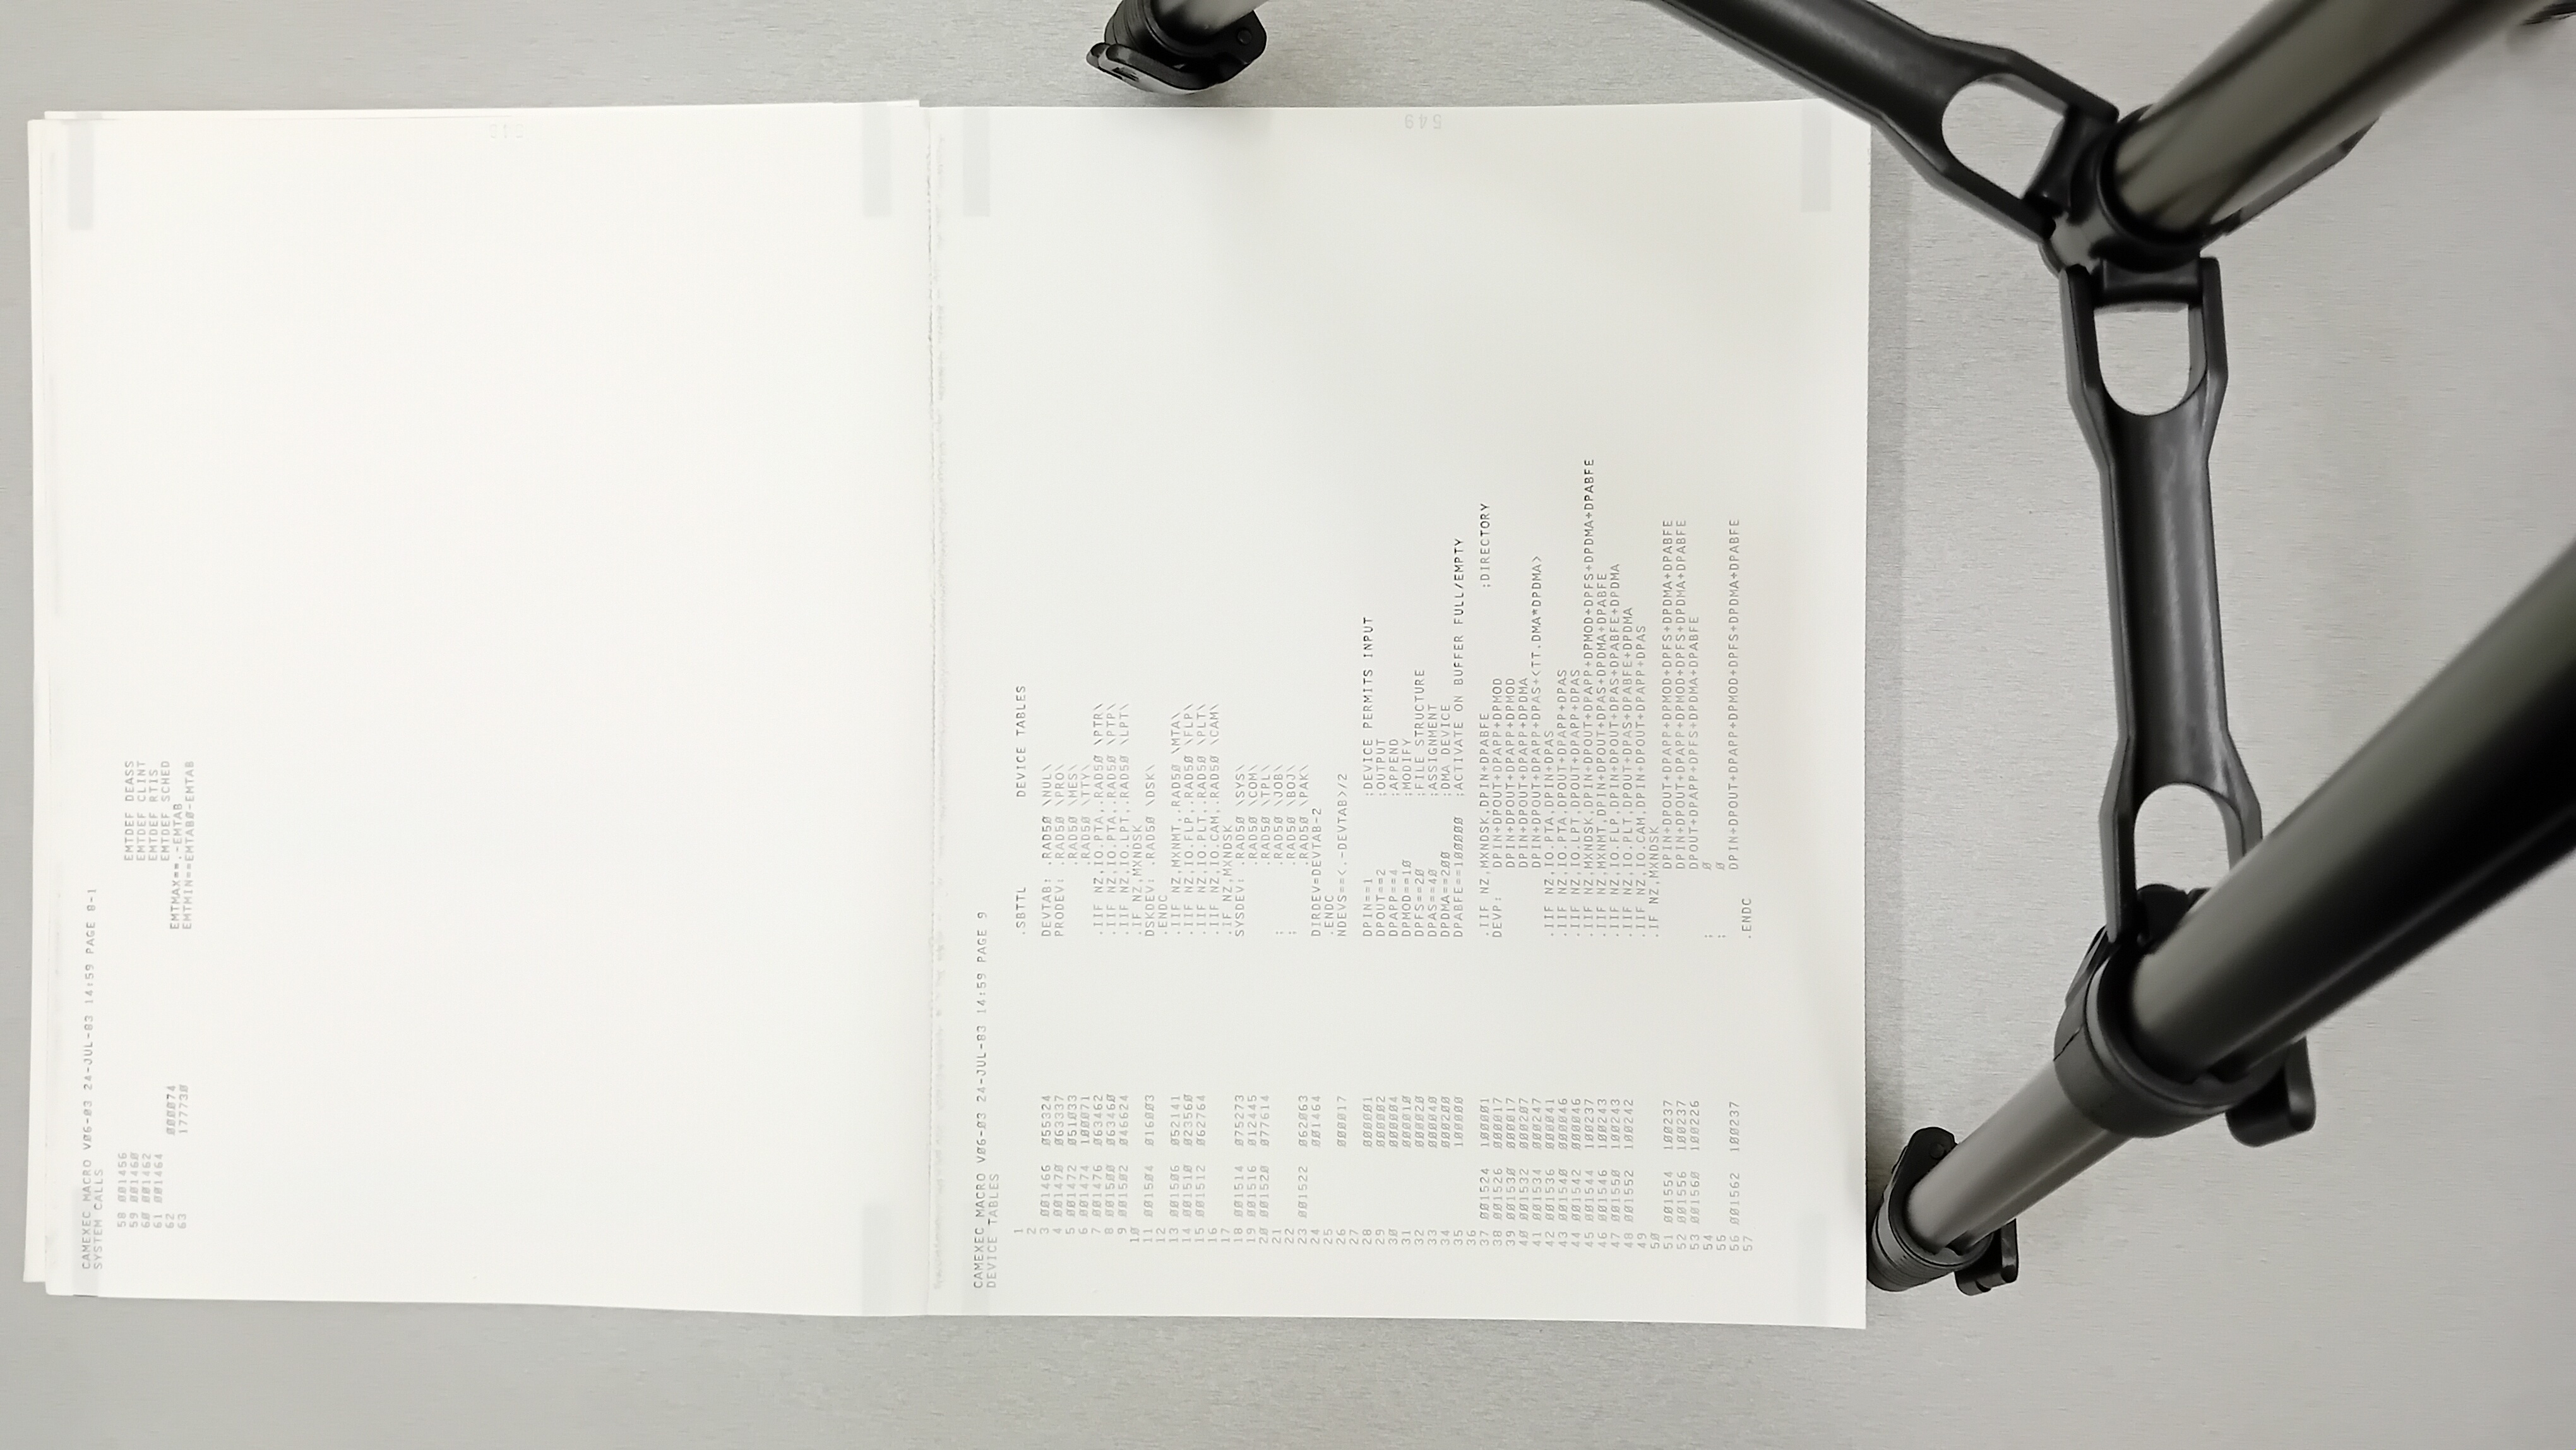 CAMEXEC MACRO VØ6-Ø3 24-JUL-83 14:59 PAGE 8-1
SYSTEM CALLS
58 ØØ1456 EMTDEF DEASS
59 ØØ146Ø EMTDEF CLINT
6Ø ØØ1462 EMTDEF RTIS
61 ØØ1464 EMTDEF SCHED
62 ØØØØ74 EMTMAX==.-EMTAB
63 17773Ø EMTMIN==EMTABØ-EMTAB
CAMEXEC MACRO VØ6-Ø3 24-JUL-83 14:59 PAGE 9
DEVICE TABLES
1 .SBTTL DEVICE TABLES
2
3 ØØ1466 Ø55324 DEVTAB: .RAD5Ø \NUL\
4 ØØ147Ø Ø63337 PRODEV: .RAD5Ø \PRO\
5 ØØ1472 Ø51Ø33 .RAD5Ø \MES\
6 ØØ1474 1ØØØ71 .RAD5Ø \TTY\
7 ØØ1476 Ø63462 .IIF NZ,IO.PTA,.RAD5Ø \PTR\
8 ØØ15ØØ Ø6346Ø .IIF NZ,IO.PTA,.RAD5Ø \PTP\
9 ØØ15Ø2 Ø46624 .IIF NZ,IO.LPT,.RAD5Ø \LPT\
1Ø .IF NZ,MXNDSK
11 ØØ15Ø4 Ø16ØØ3 DSKDEV: .RAD5Ø \DSK\
12 .ENDC
13 ØØ15Ø6 Ø52141 .IIF NZ,MXNMT,.RAD5Ø \MTA\
14 ØØ151Ø Ø2356Ø .IIF NZ,IO.FLP,.RAD5Ø \FLP\
15 ØØ1512 Ø62764 .IIF NZ,IO.PLT,.RAD5Ø \PLT\
16 .IIF NZ,IO.CAM,.RAD5Ø \CAM\
17 .IF NZ,MXNDSK
18 ØØ1514 Ø75273 SYSDEV: .RAD5Ø \SYS\
19 ØØ1516 Ø12445 .RAD5Ø \COM\
2Ø ØØ152Ø Ø77614 .RAD5Ø \TPL\
21 ; .RAD5Ø \JOB\
22 ; .RAD5Ø \BOJ\
23 ØØ1522 Ø62Ø63 .RAD5Ø \PAK\
24 ØØ1464 DIRDEV=DEVTAB-2
25 .ENDC
26 ØØØØ17 NDEVS==<.-DEVTAB>/2
27
28 ØØØØØ1 DPIN==1 ;DEVICE PERMITS INPUT
29 ØØØØØ2 DPOUT==2 ;OUTPUT
3Ø ØØØØØ4 DPAPP==4 ;APPEND
31 ØØØØ1Ø DPMOD==1Ø ;MODIFY
32 ØØØØ2Ø DPFS==2Ø ;FILE STRUCTURE
33 ØØØØ4Ø DPAS==4Ø ;ASSIGNMENT
34 ØØØ2ØØ DPDMA==2ØØ ;DMA DEVICE
35 1ØØØØØ DPABFE==1ØØØØØ ;ACTIVATE ON BUFFER FULL/EMPTY
36
37 ØØ1524 1ØØØØ1 .IIF NZ,MXNDSK,DPIN+DPABFE ;DIRECTORY
38 ØØ1526 ØØØØ17 DEVP: DPIN+DPOUT+DPAPP+DPMOD
39 ØØ153Ø ØØØØ17 DPIN+DPOUT+DPAPP+DPMOD
4Ø ØØ1532 ØØØ2Ø7 DPIN+DPOUT+DPAPP+DPDMA
41 ØØ1534 ØØØ247 DPIN+DPOUT+DPAPP+DPAS+<TT.DMA*DPDMA>
42 ØØ1536 ØØØØ41 .IIF NZ,IO.PTA,DPIN+DPAS
43 ØØ154Ø ØØØØ46 .IIF NZ,IO.PTA,DPOUT+DPAPP+DPAS
44 ØØ1542 ØØØØ46 .IIF NZ,IO.LPT,DPOUT+DPAPP+DPAS
45 ØØ1544 1ØØ237 .IIF NZ,MXNDSK,DPIN+DPOUT+DPAPP+DPMOD+DPFS+DPDMA+DPABFE
46 ØØ1546 1ØØ243 .IIF NZ,MXNMT,DPIN+DPOUT+DPAS+DPDMA+DPABFE
47 ØØ155Ø 1ØØ243 .IIF NZ,IO.FLP,DPIN+DPOUT+DPAS+DPABFE+DPDMA
48 ØØ1552 1ØØ242 .IIF NZ,IO.PLT,DPOUT+DPAS+DPABFE+DPDMA
49 .IIF NZ,IO.CAM,DPIN+DPOUT+DPAPP+DPAS
5Ø .IF NZ,MXNDSK
51 ØØ1554 1ØØ237 DPIN+DPOUT+DPAPP+DPMOD+DPFS+DPDMA+DPABFE
52 ØØ1556 1ØØ237 DPIN+DPOUT+DPAPP+DPMOD+DPFS+DPDMA+DPABFE
53 ØØ156Ø 1ØØ226 DPOUT+DPAPP+DPFS+DPDMA+DPABFE
54 ; Ø
55 ; Ø
56 ØØ1562 1ØØ237 DPIN+DPOUT+DPAPP+DPMOD+DPFS+DPDMA+DPABFE
57 .ENDC
549